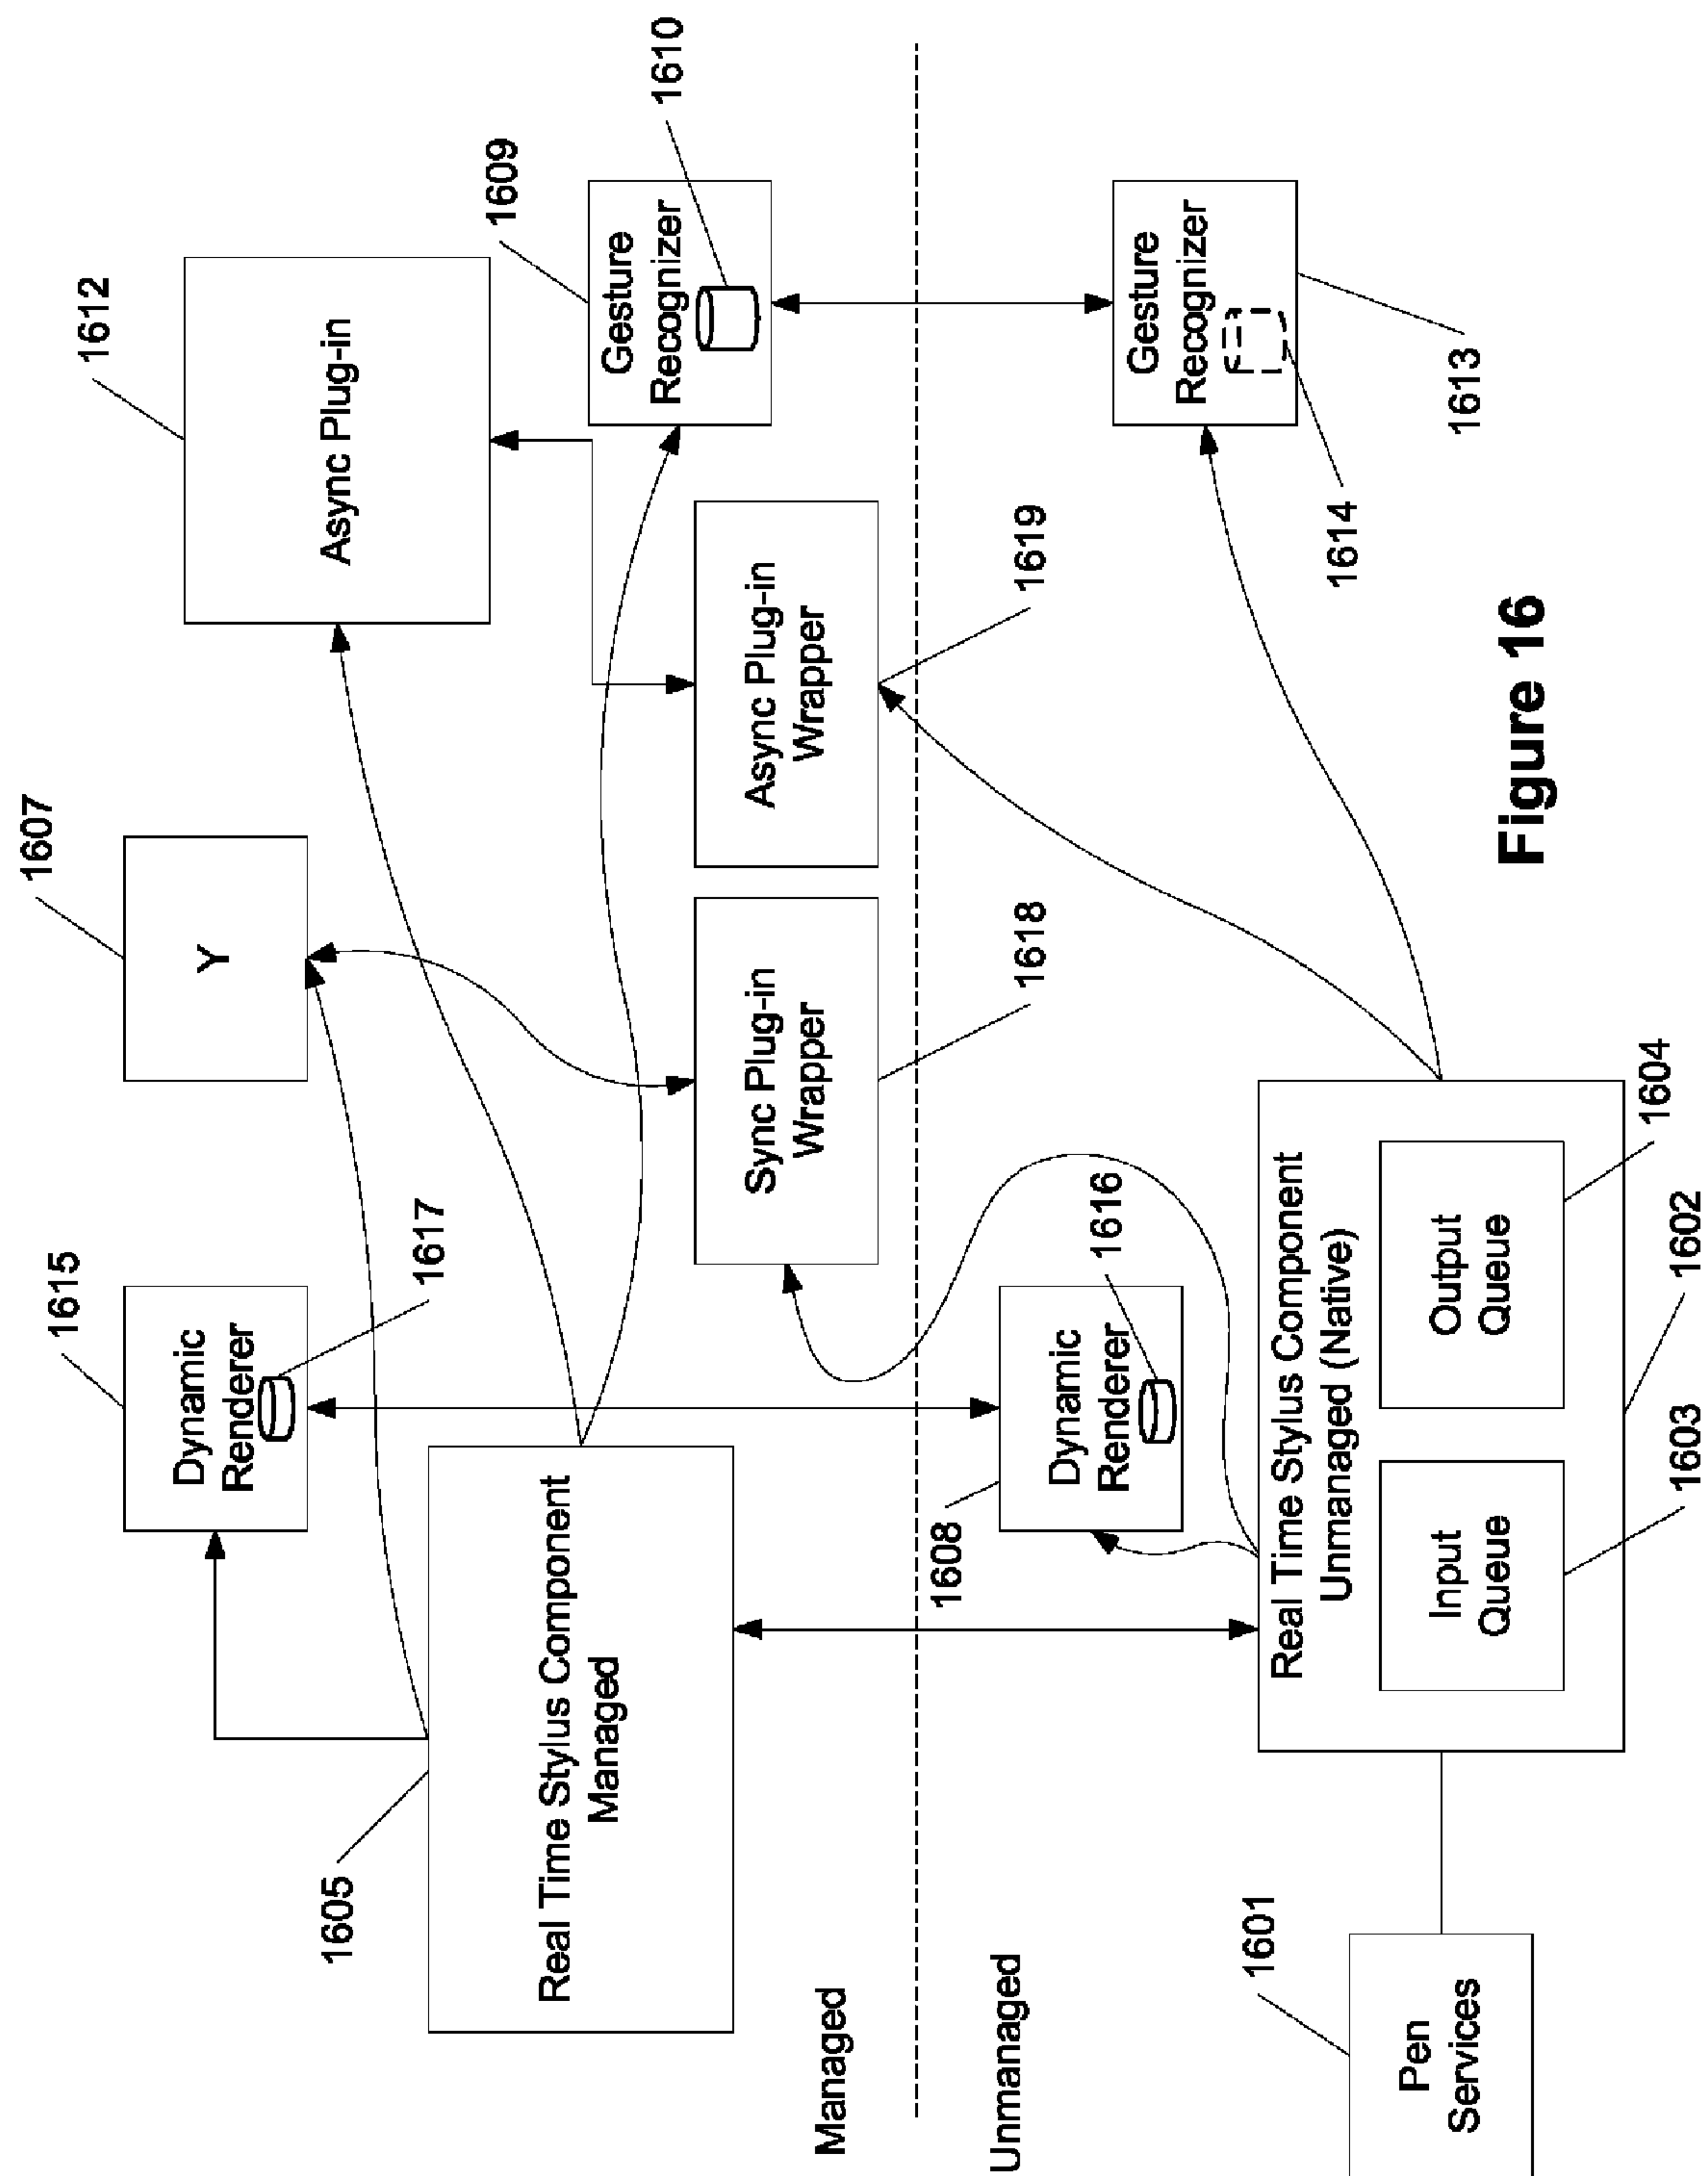 1615
Dynamic
Renderer
1617
1607
Y
1612
Async Plug-in
1605
Real Time Stylus Component
Managed
1609
Gesture
Recognizer
1610
Sync Plug-in
Wrapper
1618
Async Plug-in
Wrapper
1619
Managed
Unmanaged
1608
Dynamic
Renderer
1616
Gesture
Recognizer
1613
1614
1601
Pen
Services
Real Time Stylus Component
Unmanaged (Native)
Input
Queue
Output
Queue
1603
1602
1604
Figure 16